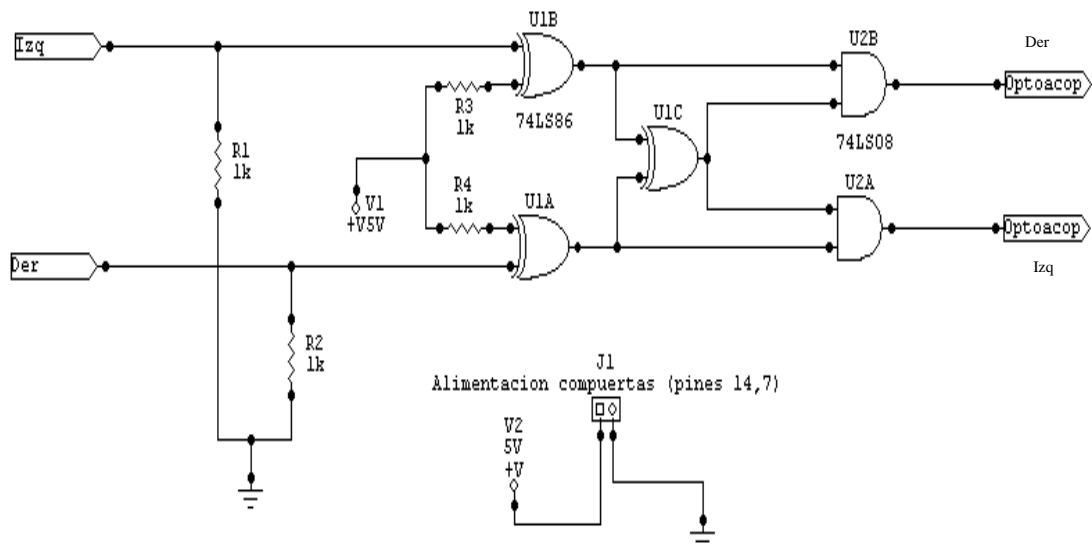 U1B
Izq
U2B
Der
Optoacop
R3
1k
74LS86
U1C
74LS08
R1
1k
R4
1k
V1
+V5V
U1A
U2A
Optoacop
Der
Izq
R2
1k
J1
Alimentacion compuertas (pines 14,7)
V2
5V
+V